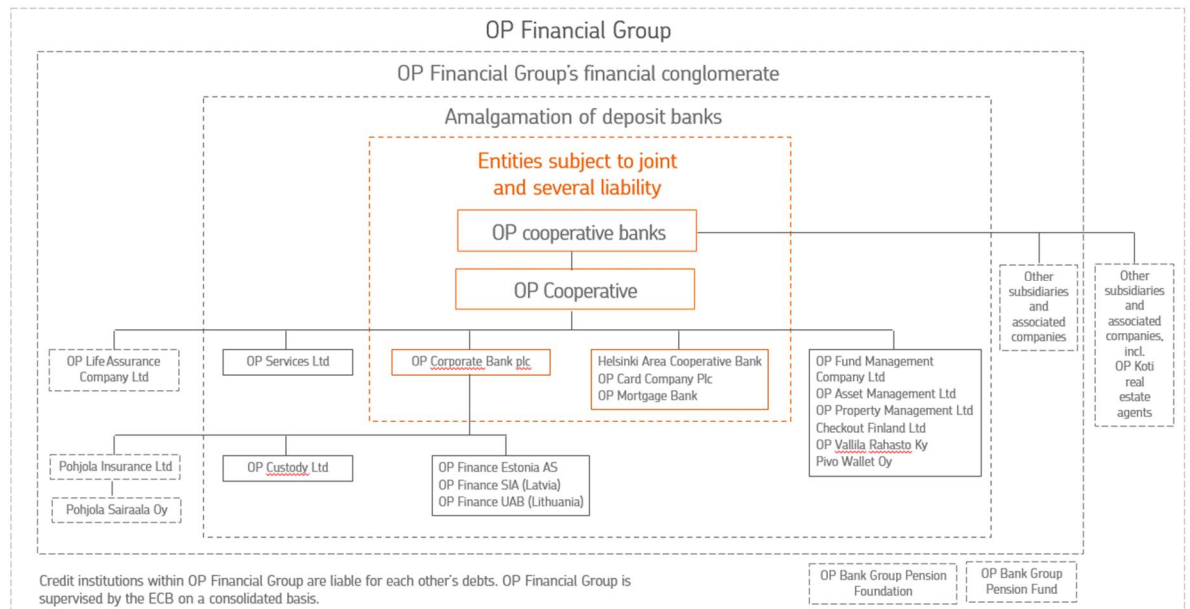 OP Financial Group
OP Financial Group's financial conglomerate
Amalgamation of deposit banks
Entities subject to joint
and several liability
OP cooperative banks
OP Cooperative
Other
subsidiaries
and
associated
companies
Other
subsidiaries
and
associated
companies,
incl.
OP Koti
real
estate
agents
OP Life Assurance
Company Ltd
OP Services Ltd
OP Corporate Bank plc
Helsinki Area Cooperative Bank
OP Card Company Plc
OP Mortgage Bank
OP Fund Management
Company Ltd
OP Asset Management Ltd
OP Property Management Ltd
Checkout Finland Ltd
OP Vallila Rahasto Ky
Pivo Wallet Oy
Pohjola Insurance Ltd
OP Custody Ltd
OP Finance Estonia AS
OP Finance SIA (Latvia)
OP Finance UAB (Lithuania)
Pohjola Sairaala Oy
Credit institutions within OP Financial Group are liable for each other's debts. OP Financial Group is
supervised by the ECB on a consolidated basis.
OP Bank Group Pension
Foundation
OP Bank Group
Pension Fund